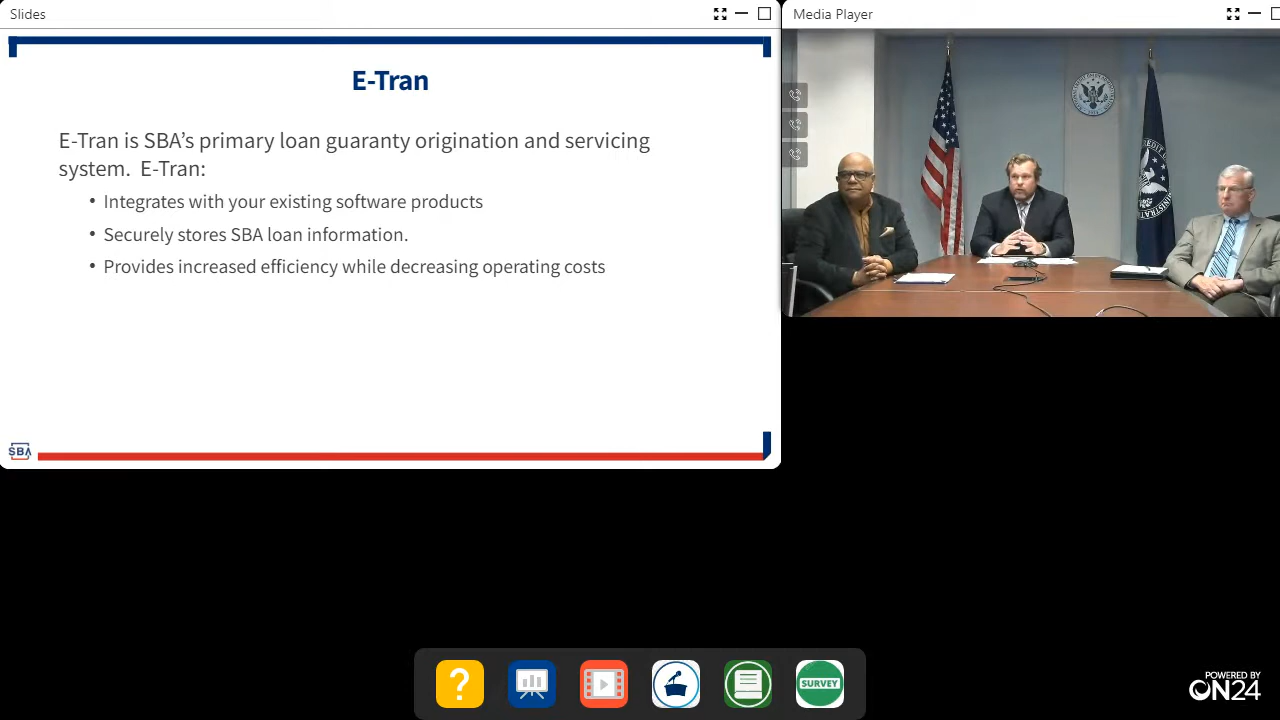 Slides
Media Player
E-Tran
E-Tran is SBA's primary loan guaranty origination and servicing
system.  E-Tran:
• Integrates with your existing software products
• Securely stores SBA loan information.
• Provides increased efficiency while decreasing operating costs
SBA
?
SURVEY
POWERED BY
ON24